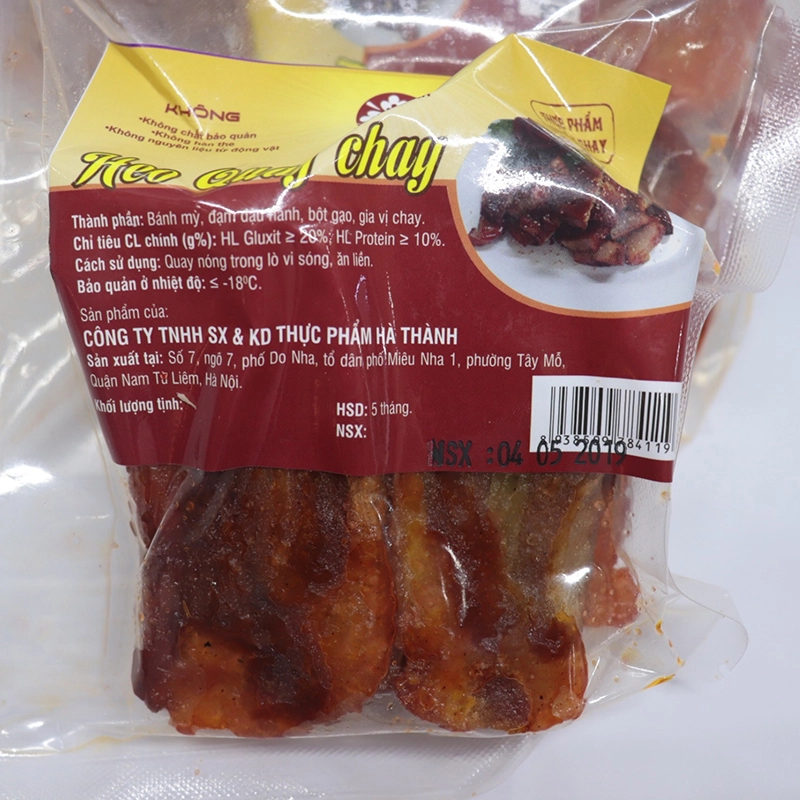 KHÔNG
•Không chất bảo quản
•Không hàn the
•Không nguyên liệu từ động vật
THỰC PHẨM
CHAY
Heo Quay chay
Thành phần: Bánh mỳ, đạm đậu nành, bột gạo, gia vị chay.
Chỉ tiêu CL chính (g%): HL Gluxit ≥ 20%; HL Protein ≥ 10%.
Cách sử dụng: Quay nóng trong lò vi sóng, ăn liền.
Bảo quản ở nhiệt độ: ≤ -18⁰C.
Sản phẩm của:
CÔNG TY TNHH SX & KD THỰC PHẨM HÀ THÀNH
Sản xuất tại: Số 7, ngõ 7, phố Do Nha, tổ dân phố Miêu Nha 1, phường Tây Mỗ,
Quận Nam Từ Liêm, Hà Nội.
Khối lượng tịnh:
HSD: 5 tháng.
NSX:
NSX :04 05 2019